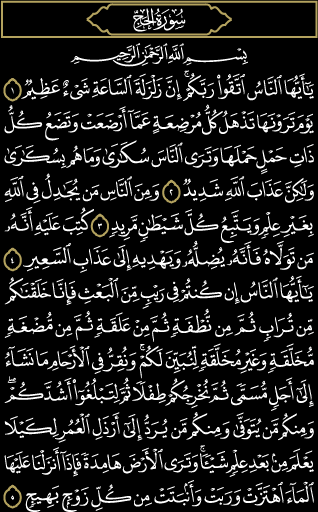 سُورَةُ الحَجِّ
بِسْمِ ٱللَّهِ ٱلرَّحْمَٰنِ ٱلرَّحِيمِ
يَٰٓأَيُّهَا ٱلنَّاسُ ٱتَّقُوا۟ رَبَّكُمْ ۚ إِنَّ زَلْزَلَةَ ٱلسَّاعَةِ شَىْءٌ عَظِيمٌ ١
يَوْمَ تَرَوْنَهَا تَذْهَلُ كُلُّ مُرْضِعَةٍ عَمَّآ أَرْضَعَتْ وَتَضَعُ كُلُّ
ذَاتِ حَمْلٍ حَمْلَهَا وَتَرَى ٱلنَّاسَ سُكَٰرَىٰ وَمَا هُم بِسُكَٰرَىٰ
وَلَٰكِنَّ عَذَابَ ٱللَّهِ شَدِيدٌ ٢ وَمِنَ ٱلنَّاسِ مَن يُجَٰدِلُ فِى ٱللَّهِ
بِغَيْرِ عِلْمٍ وَيَتَّبِعُ كُلَّ شَيْطَٰنٍ مَّرِيدٍ ٣ كُتِبَ عَلَيْهِ أَنَّهُۥ
مَن تَوَلَّاهُ فَأَنَّهُۥ يُضِلُّهُۥ وَيَهْدِيهِ إِلَىٰ عَذَابِ ٱلسَّعِيرِ ٤
يَٰٓأَيُّهَا ٱلنَّاسُ إِن كُنتُمْ فِى رَيْبٍ مِّنَ ٱلْبَعْثِ فَإِنَّا خَلَقْنَٰكُم
مِّن تُرَابٍ ثُمَّ مِن نُّطْفَةٍ ثُمَّ مِنْ عَلَقَةٍ ثُمَّ مِن مُّضْغَةٍ
مُّخَلَّقَةٍ وَغَيْرِ مُخَلَّقَةٍ لِّنُبَيِّنَ لَكُمْ ۚ وَنُقِرُّ فِى ٱلْأَرْحَامِ مَا نَشَآءُ
إِلَىٰٓ أَجَلٍ مُّسَمًّى ثُمَّ نُخْرِجُكُمْ طِفْلًا ثُمَّ لِتَبْلُغُوٓا۟ أَشُدَّكُمْ ۖ
وَمِنكُم مَّن يُتَوَفَّىٰ وَمِنكُم مَّن يُرَدُّ إِلَىٰٓ أَرْذَلِ ٱلْعُمُرِ لِكَيْلَا
يَعْلَمَ مِنۢ بَعْدِ عِلْمٍ شَيْـًٔا ۚ وَتَرَى ٱلْأَرْضَ هَامِدَةً فَإِذَآ أَنزَلْنَا عَلَيْهَا
ٱلْمَآءَ ٱهْتَزَّتْ وَرَبَتْ وَأَنۢبَتَتْ مِن كُلِّ زَوْجٍۭ بَهِيجٍ ٥